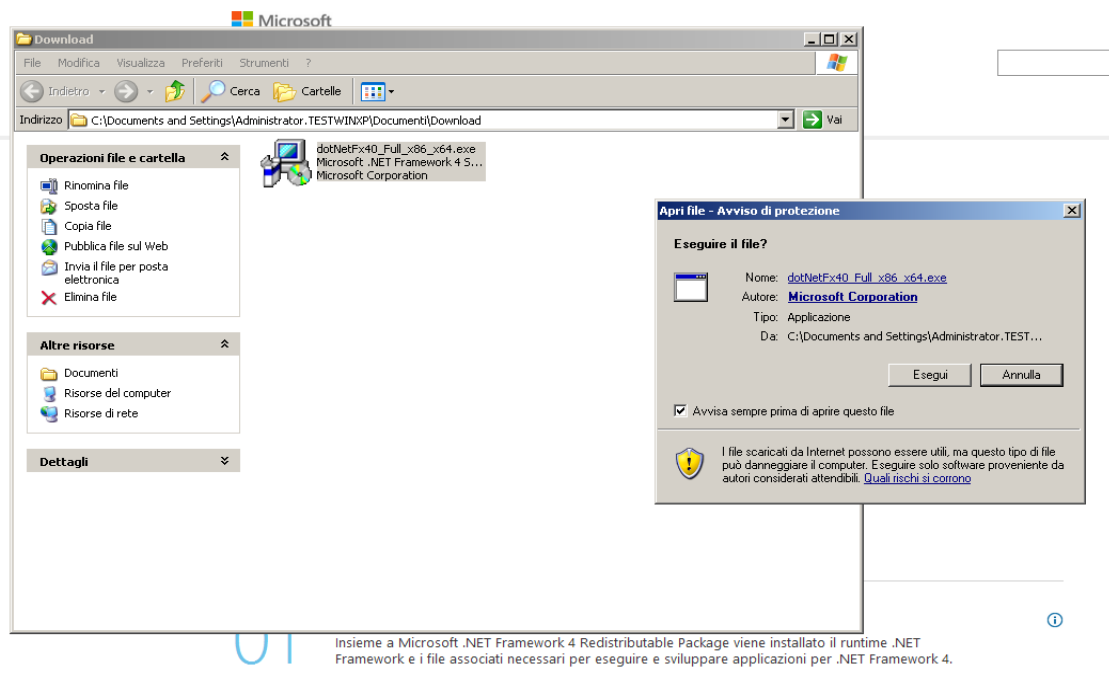 Microsoft
Download
File Modifica Visualizza Preferiti Strumenti ?
Indietro Cerca Cartelle
Indirizzo C:\Documents and Settings\Administrator.TESTWINXP\Documenti\Download Vai
Operazioni file e cartella
Rinomina file
Sposta file
Copia file
Pubblica file sul Web
Invia il file per posta
elettronica
Elimina file
Altre risorse
Documenti
Risorse del computer
Risorse di rete
Dettagli
dotNetFx40_Full_x86_x64.exe
Microsoft .NET Framework 4 S...
Microsoft Corporation
Apri file - Avviso di protezione
Eseguire il file?
Nome: dotNetFx40_Full_x86_x64.exe
Autore: Microsoft Corporation
Tipo: Applicazione
Da: C:\Documents and Settings\Administrator.TEST...
Esegui Annulla
Avvisa sempre prima di aprire questo file
I file scaricati da Internet possono essere utili, ma questo tipo di file
può danneggiare il computer. Eseguire solo software proveniente da
autori considerati attendibili. Quali rischi si corrono
Insieme a Microsoft .NET Framework 4 Redistributable Package viene installato il runtime .NET
Framework e i file associati necessari per eseguire e sviluppare applicazioni per .NET Framework 4.